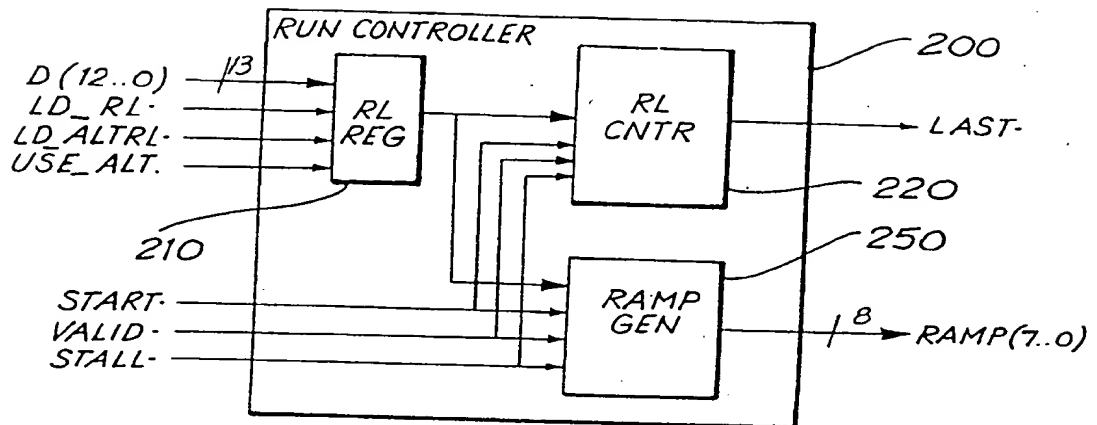 RUN CONTROLLER
200
D(12..0)
13
LD_RL-
LD_ALTRL-
USE_ALT.
RL
REG
RL
CNTR
LAST-
210
220
250
START-
VALID-
STALL-
RAMP
GEN
8
RAMP(7..0)